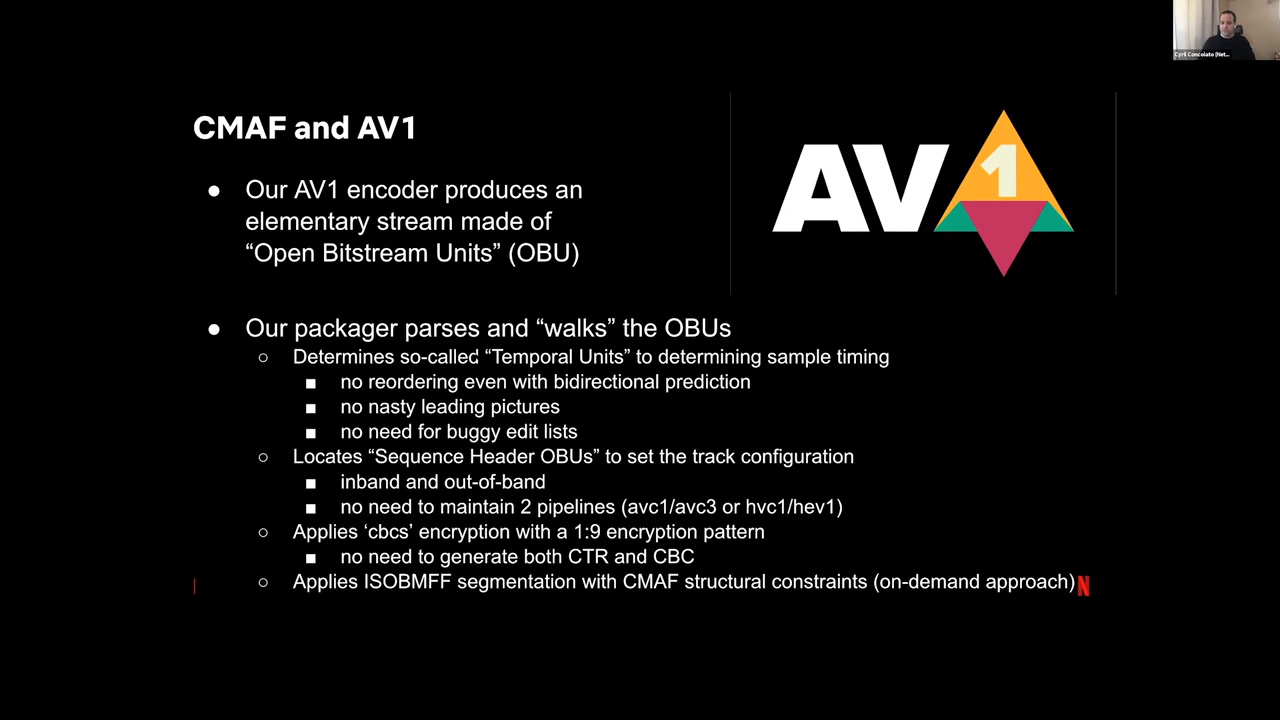 Cyril Concolato (Net...
CMAF and AV1
AV1
● Our AV1 encoder produces an
elementary stream made of
“Open Bitstream Units” (OBU)
● Our packager parses and “walks” the OBUs
○ Determines so-called “Temporal Units” to determining sample timing
■ no reordering even with bidirectional prediction
■ no nasty leading pictures
■ no need for buggy edit lists
○ Locates “Sequence Header OBUs” to set the track configuration
■ inband and out-of-band
■ no need to maintain 2 pipelines (avc1/avc3 or hvc1/hev1)
○ Applies ‘cbcs’ encryption with a 1:9 encryption pattern
■ no need to generate both CTR and CBC
○ Applies ISOBMFF segmentation with CMAF structural constraints (on-demand approach)
N